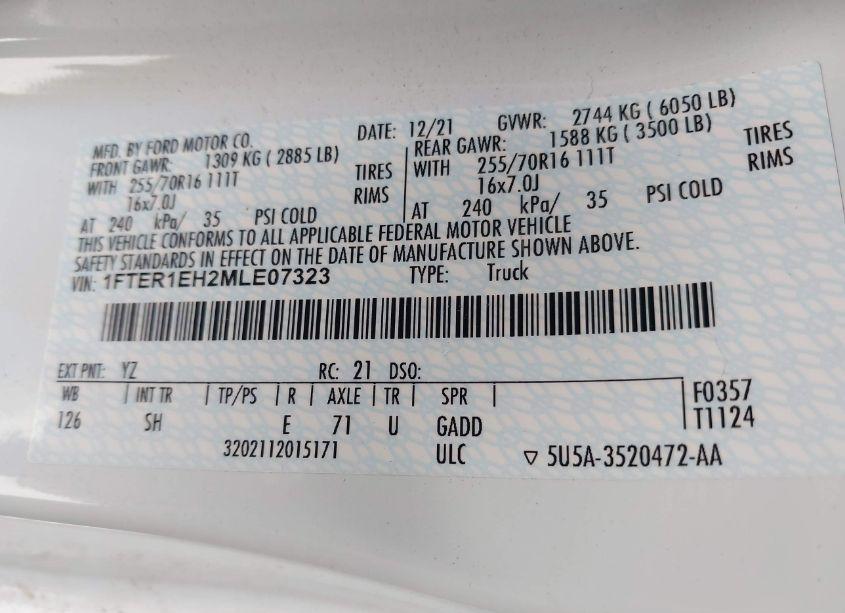 MFD. BY FORD MOTOR CO. DATE: 12/21 GVWR: 2744 KG ( 6050 LB)
FRONT GAWR: 1309 KG ( 2885 LB) REAR GAWR: 1588 KG ( 3500 LB)
WITH 255/70R16 111T TIRES WITH 255/70R16 111T TIRES
16x7.0J RIMS 16x7.0J RIMS
AT 240 kPa/ 35 PSI COLD AT 240 kPa/ 35 PSI COLD
THIS VEHICLE CONFORMS TO ALL APPLICABLE FEDERAL MOTOR VEHICLE
SAFETY STANDARDS IN EFFECT ON THE DATE OF MANUFACTURE SHOWN ABOVE.
VIN: 1FTER1EH2MLE07323 TYPE: Truck
EXT PNT: YZ RC: 21 DSO:
WB INT TR TP/PS R AXLE TR SPR F0357
126 SH E 71 U GADD T1124
3202112015171 ULC ▽ 5U5A-3520472-AA